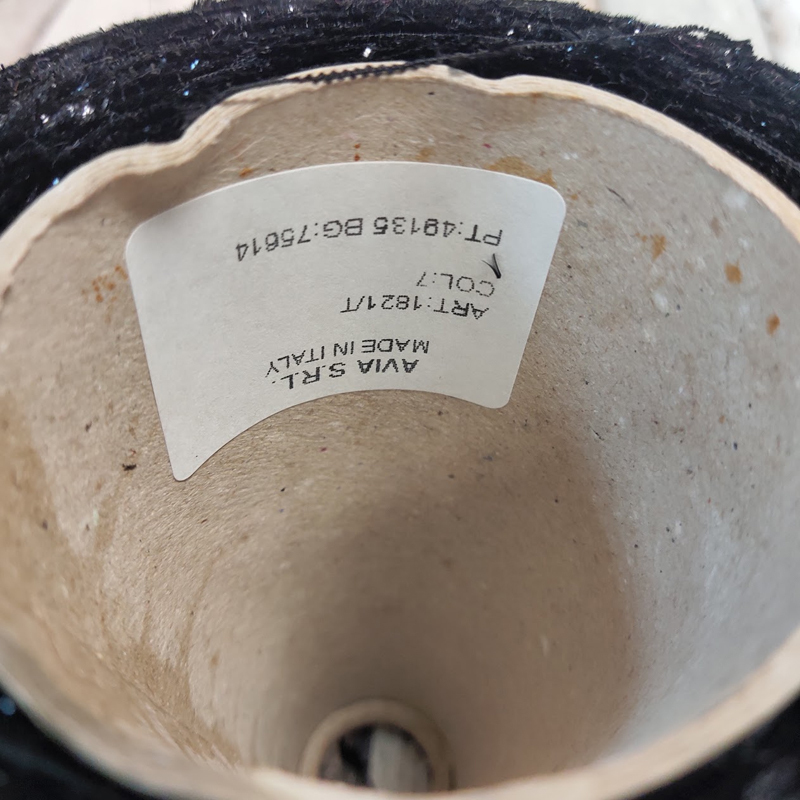 AVIA S.R.L.
MADE IN ITALY
ART:1821/T
COL:7
PT:49135 BG:75614